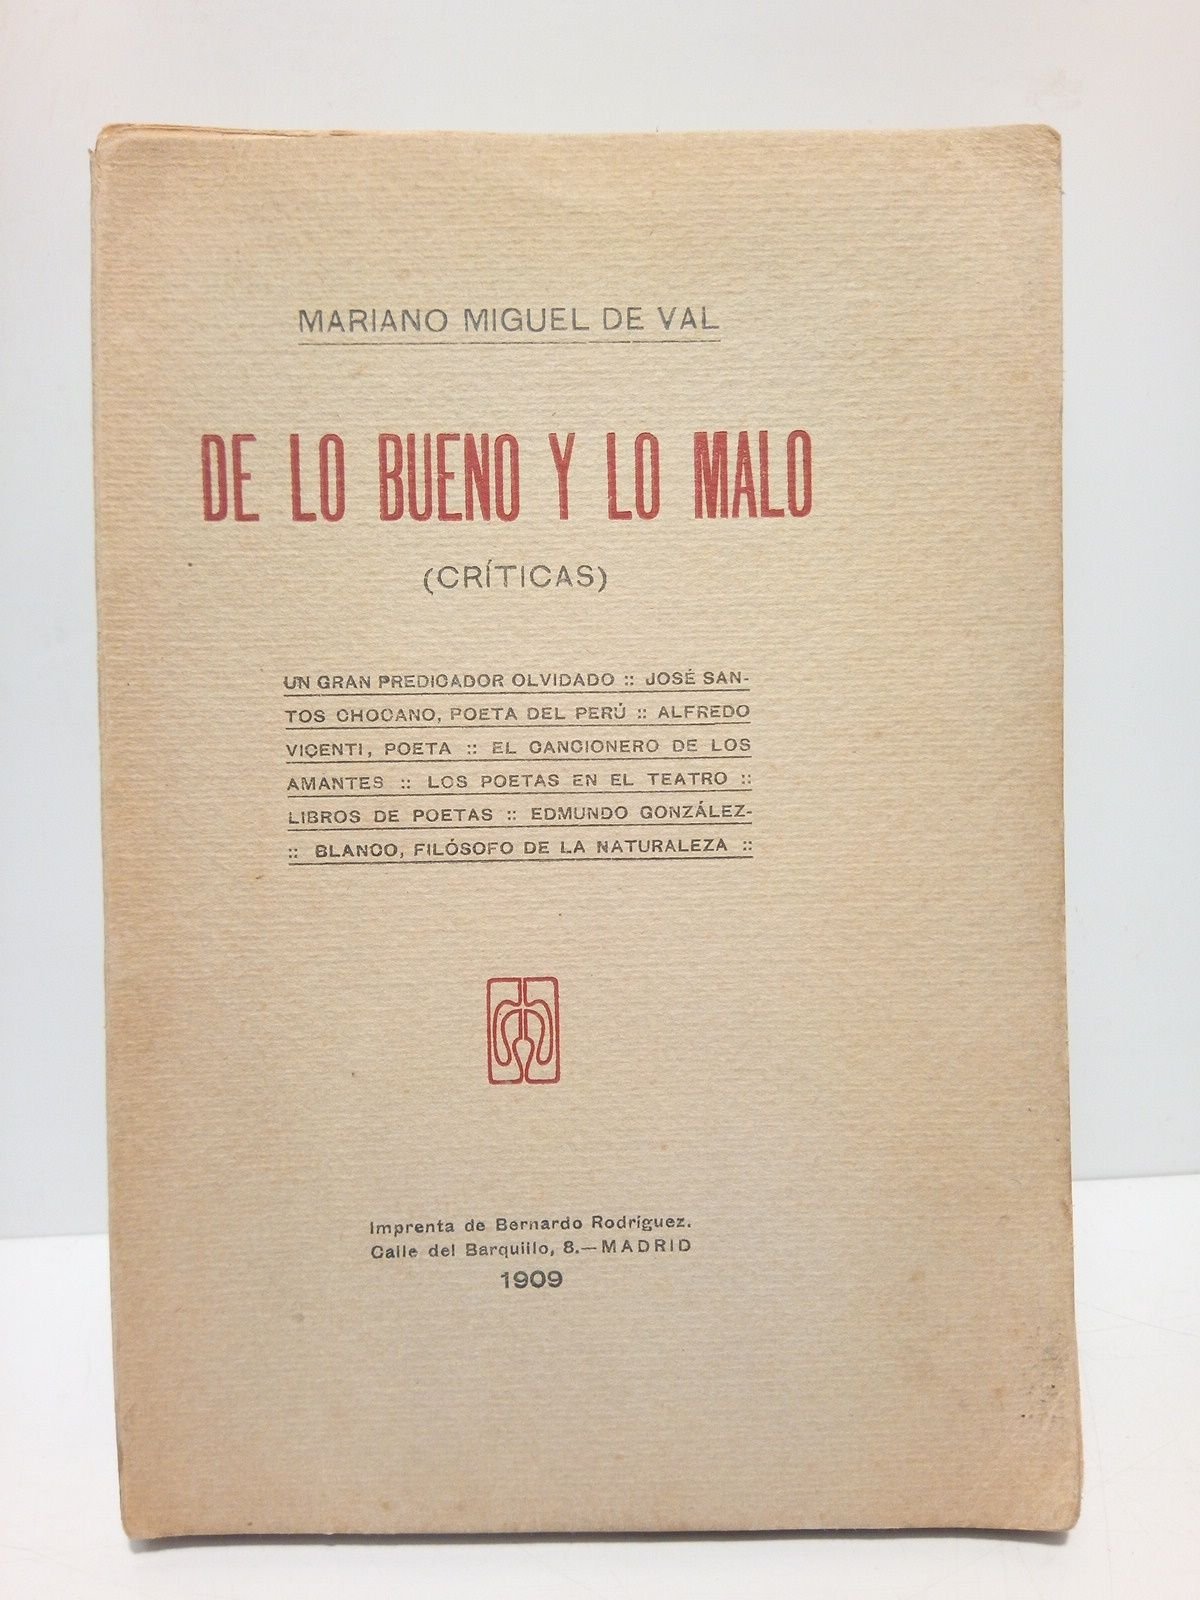 MARIANO MIGUEL DE VAL
DE LO BUENO Y LO MALO
(CRÍTICAS)
UN GRAN PREDICADOR OLVIDADO :: JOSÉ SAN-
TOS CHOCANO, POETA DEL PERÚ :: ALFREDO
VICENTI, POETA :: EL CANCIONERO DE LOS
AMANTES :: LOS POETAS EN EL TEATRO ::
LIBROS DE POETAS :: EDMUNDO GONZÁLEZ-
:: BLANCO, FILÓSOFO DE LA NATURALEZA ::
Imprenta de Bernardo Rodríguez.
Calle del Barquillo, 8.—MADRID
1909